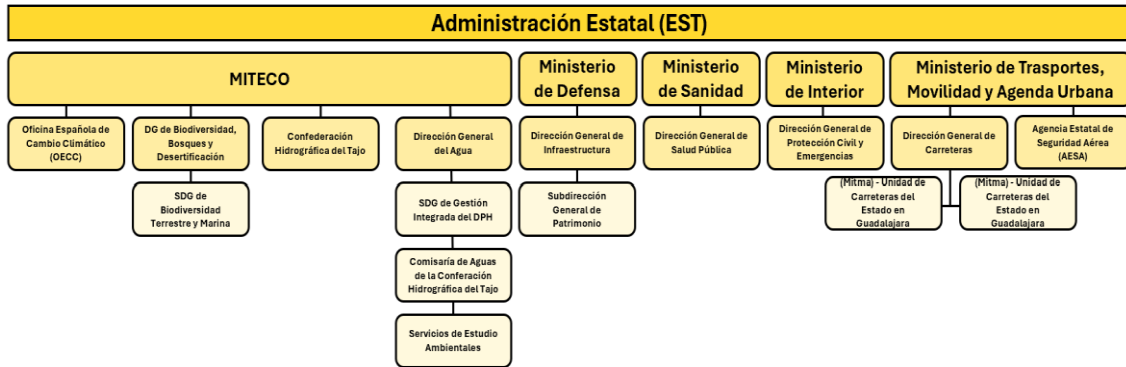 Administración Estatal (EST)
MITECO
Ministerio
de Defensa
Ministerio
de Sanidad
Ministerio
de Interior
Ministerio de Trasportes,
Movilidad y Agenda Urbana
Oficina Española de
Cambio Climático
(OECC)
DG de Biodiversidad,
Bosques y
Desertificación
Confederación
Hidrográfica del Tajo
Dirección General
del Agua
Dirección General
de Infraestructura
Dirección General de
Salud Pública
Dirección General de
Protección Civil y
Emergencias
Dirección General de
Carreteras
Agencia Estatal de
Seguridad Aérea
(AESA)
SDG de
Biodiversidad
Terrestre y Marina
SDG de Gestión
Integrada del DPH
Subdirección
General de
Patrimonio
(Mitma) - Unidad de
Carreteras del
Estado en
Guadalajara
(Mitma) - Unidad de
Carreteras del
Estado en
Guadalajara
Comisaría de Aguas
de la Conferación
Hidrográfica del Tajo
Servicios de Estudio
Ambientales